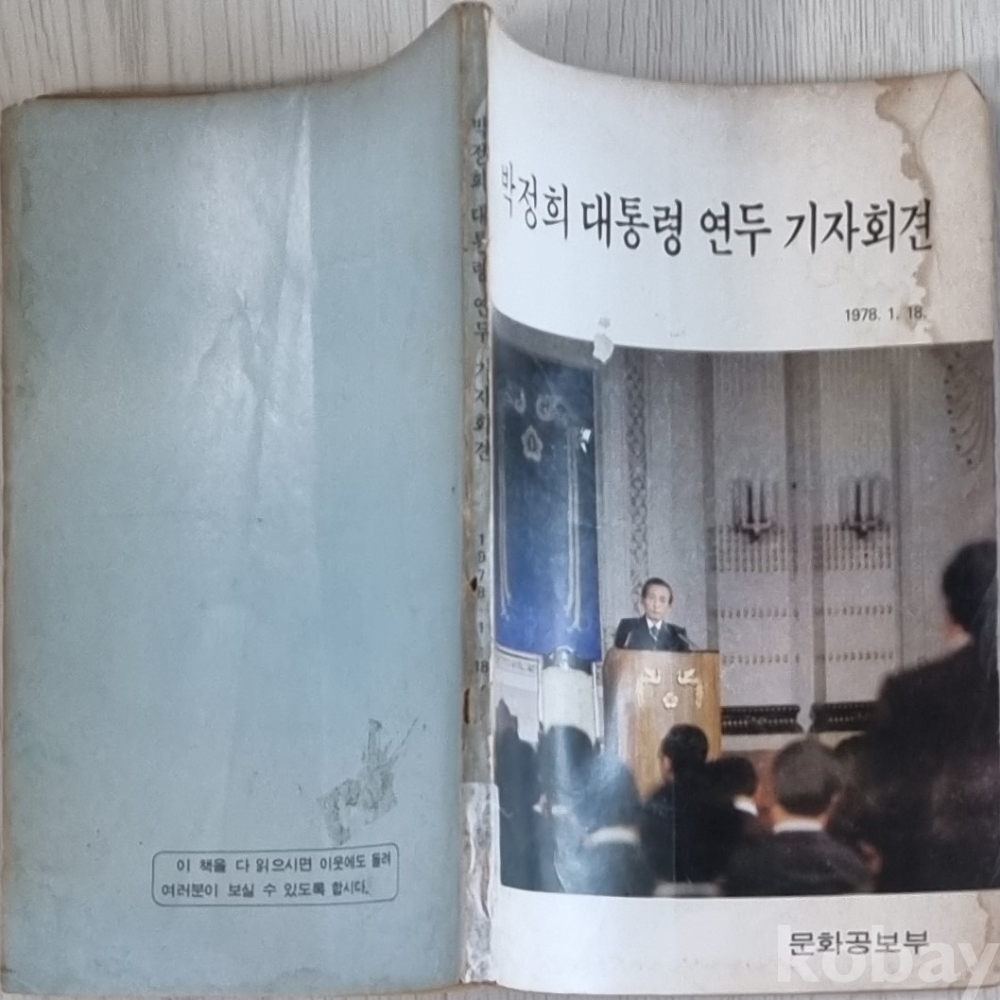 박정희 대통령 연두 기자회견
1978. 1. 18.
문화공보부
박정희 대통령 연두 기자회견 1978 1 18
이 책을 다 읽으시면 이웃에도 돌려
여러분이 보실 수 있도록 합시다.
kobay